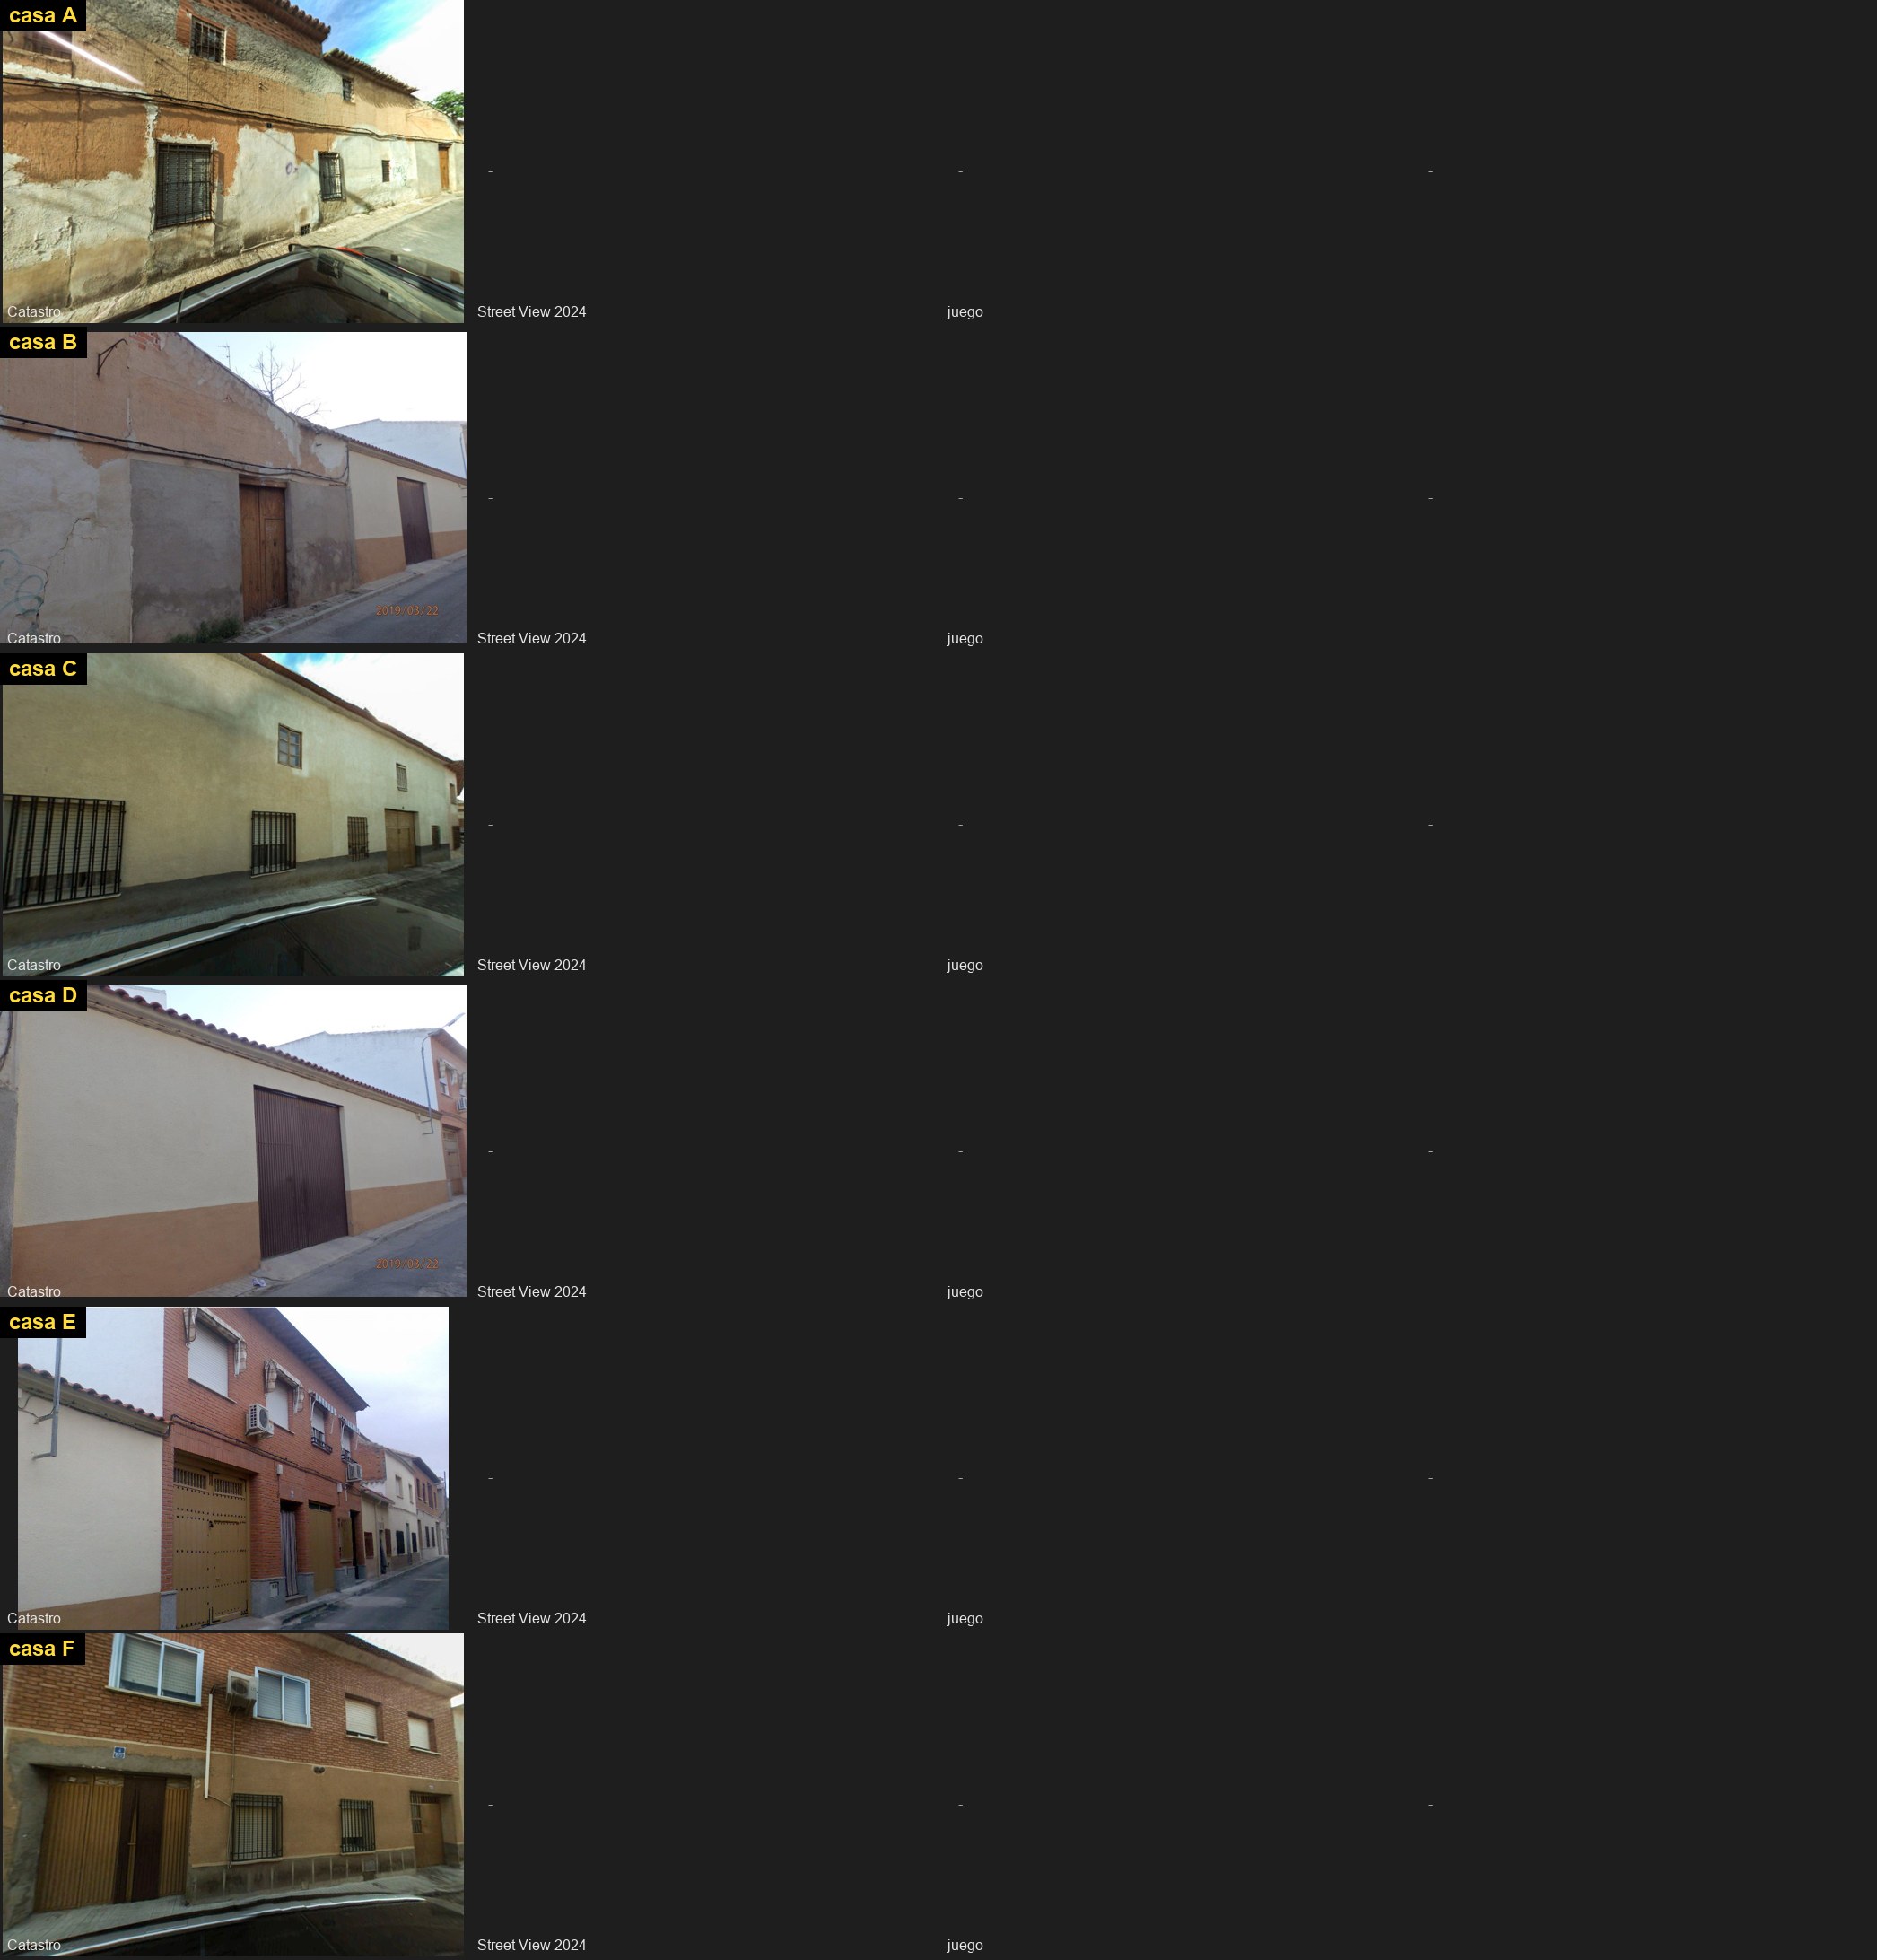 casa A
- - -
Catastro Street View 2024 juego
casa B
- - -
2019/03/22
Catastro Street View 2024 juego
casa C
- - -
Catastro Street View 2024 juego
casa D
- - -
2019/03/22
Catastro Street View 2024 juego
casa E
- - -
Catastro Street View 2024 juego
casa F
- - -
Catastro Street View 2024 juego